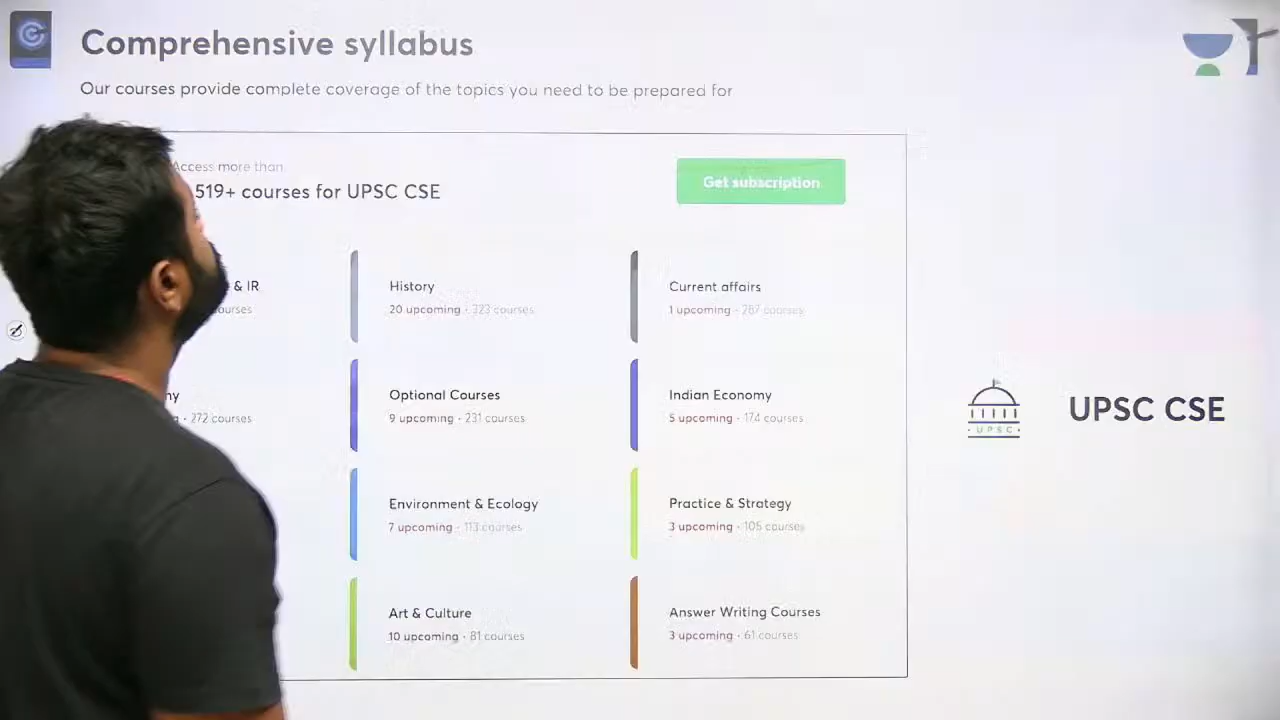 Comprehensive syllabus
Our courses provide complete coverage of the topics you need to be prepared for
Access more than
519+ courses for UPSC CSE
Get subscription
& IR
History
Current affairs
20 upcoming · 323 courses
1 upcoming · 267 courses
Optional Courses
Indian Economy
272 courses
9 upcoming · 231 courses
5 upcoming · 174 courses
UPSC
UPSC CSE
Environment & Ecology
Practice & Strategy
7 upcoming · 113 courses
3 upcoming · 105 courses
Art & Culture
Answer Writing Courses
10 upcoming · 81 courses
3 upcoming · 61 courses